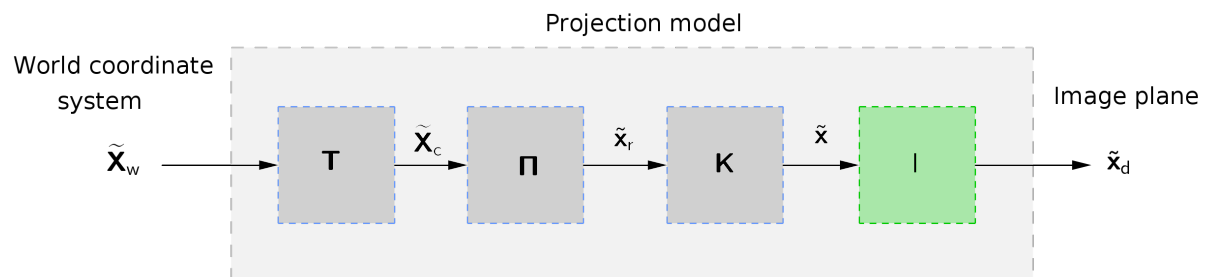 Projection model
World coordinate
system
Image plane
X̃w T X̃c Π x̃r K x̃ I x̃d